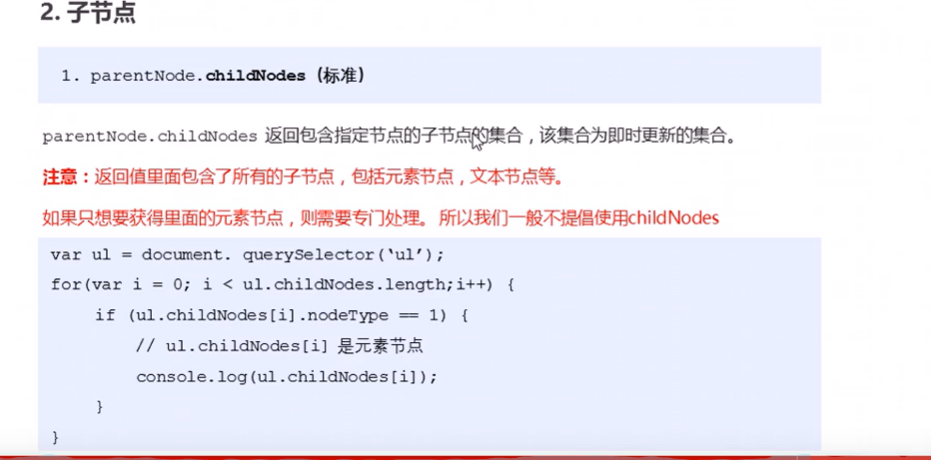 2. 子节点
1. parentNode.childNodes（标准）
parentNode.childNodes 返回包含指定节点的子节点的集合，该集合为即时更新的集合。
注意：返回值里面包含了所有的子节点，包括元素节点，文本节点等。
如果只想要获得里面的元素节点，则需要专门处理。 所以我们一般不提倡使用childNodes
var ul = document. querySelector(‘ul’);
for(var i = 0; i < ul.childNodes.length;i++) {
if (ul.childNodes[i].nodeType == 1) {
// ul.childNodes[i] 是元素节点
console.log(ul.childNodes[i]);
}
}